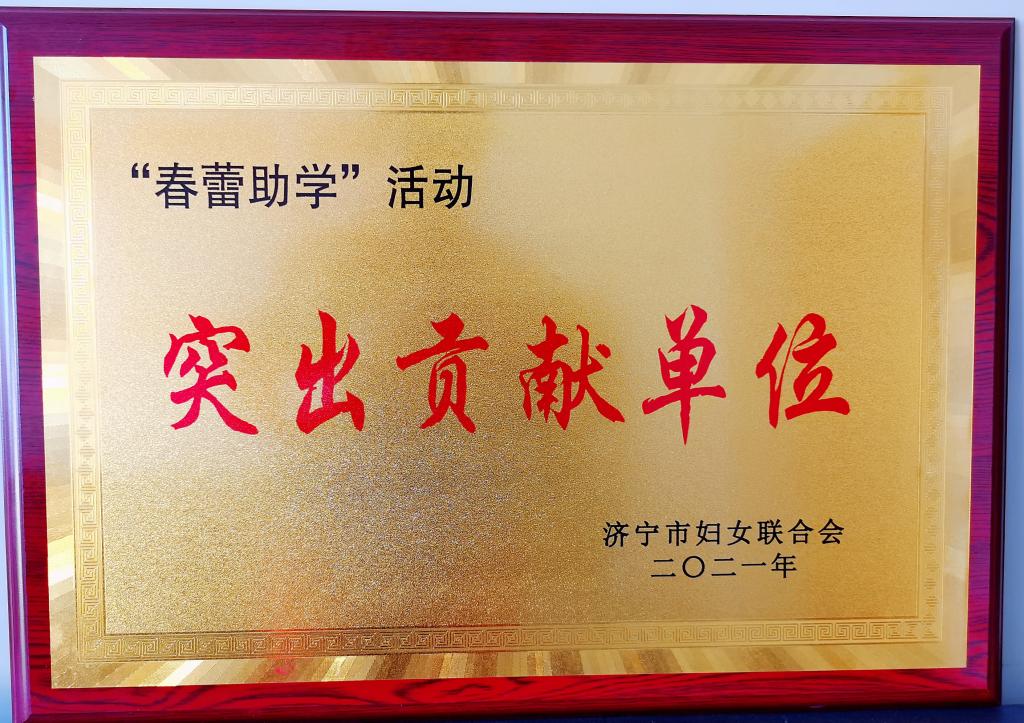 “春蕾助学”活动
突出贡献单位
济宁市妇女联合会
二〇二一年